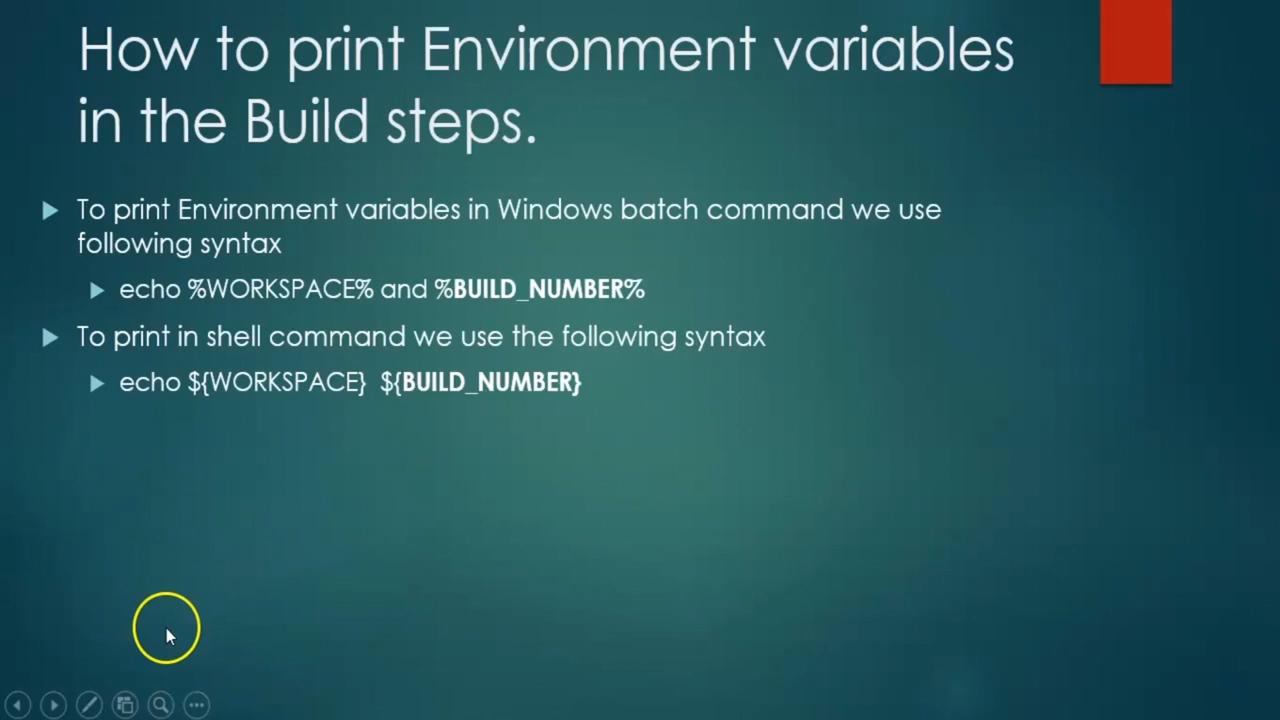 How to print Environment variables
in the Build steps.
To print Environment variables in Windows batch command we use
following syntax
echo %WORKSPACE% and %BUILD_NUMBER%
To print in shell command we use the following syntax
echo ${WORKSPACE}  ${BUILD_NUMBER}